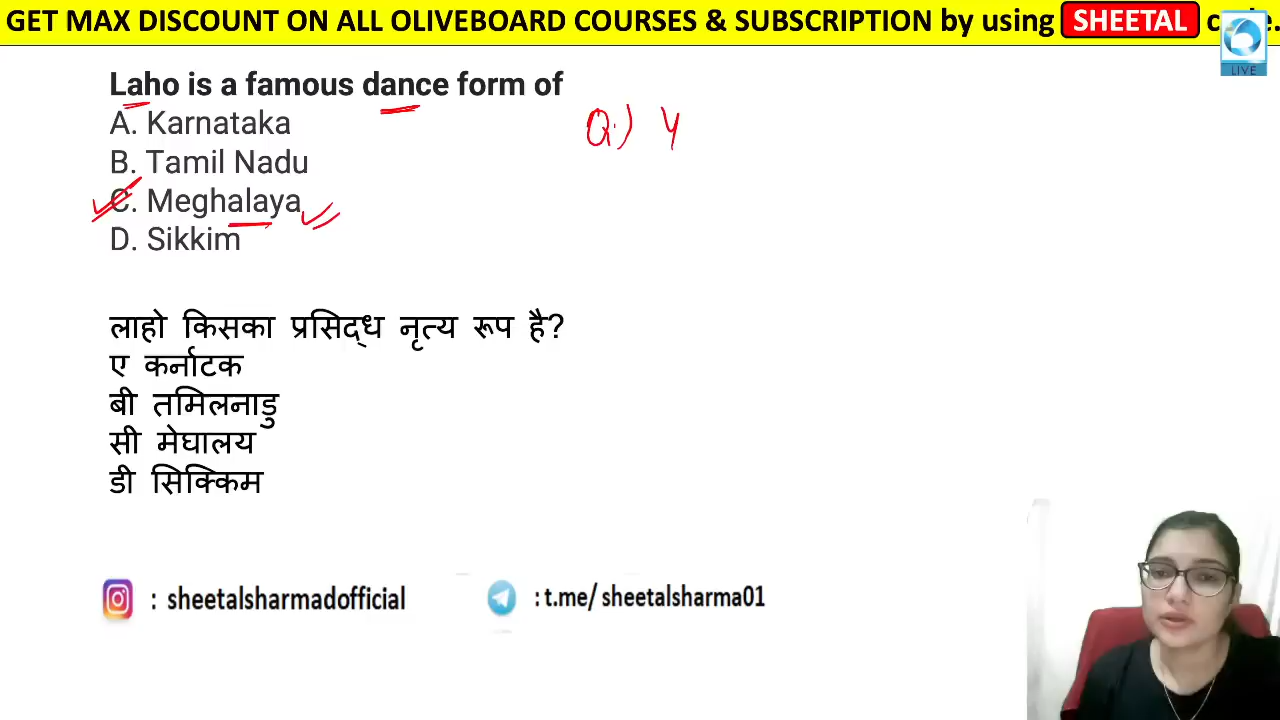 GET MAX DISCOUNT ON ALL OLIVEBOARD COURSES & SUBSCRIPTION by using SHEETAL code.
LIVE
Laho is a famous dance form of
A. Karnataka
B. Tamil Nadu
C. Meghalaya
D. Sikkim
Q.) Y
लाहो किसका प्रसिद्ध नृत्य रूप है?
ए कर्नाटक
बी तमिलनाडु
सी मेघालय
डी सिक्किम
: sheetalsharmadofficial
: t.me/ sheetalsharma01